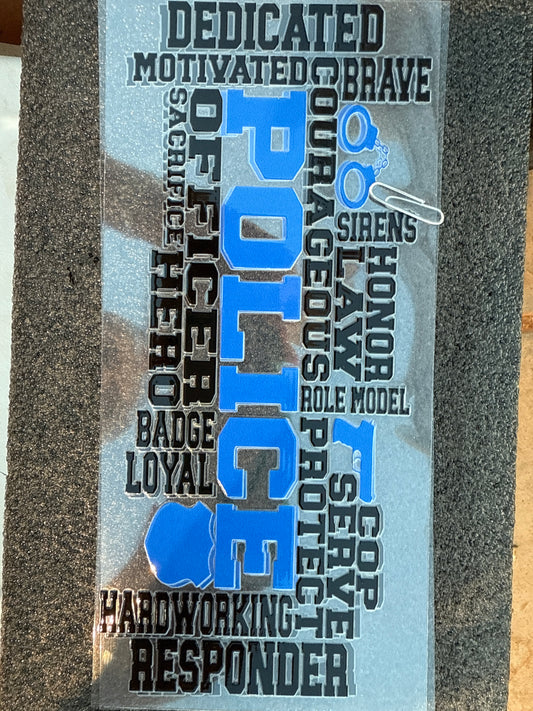 DEDICATED
MOTIVATED
BRAVE
COURAGEOUS
SACRIFICE
OFFICER
POLICE
SIRENS
HERO
HONOR
LAW
ROLE MODEL
BADGE
LOYAL
PROTECT
SERVE
COP
HARDWORKING
RESPONDER